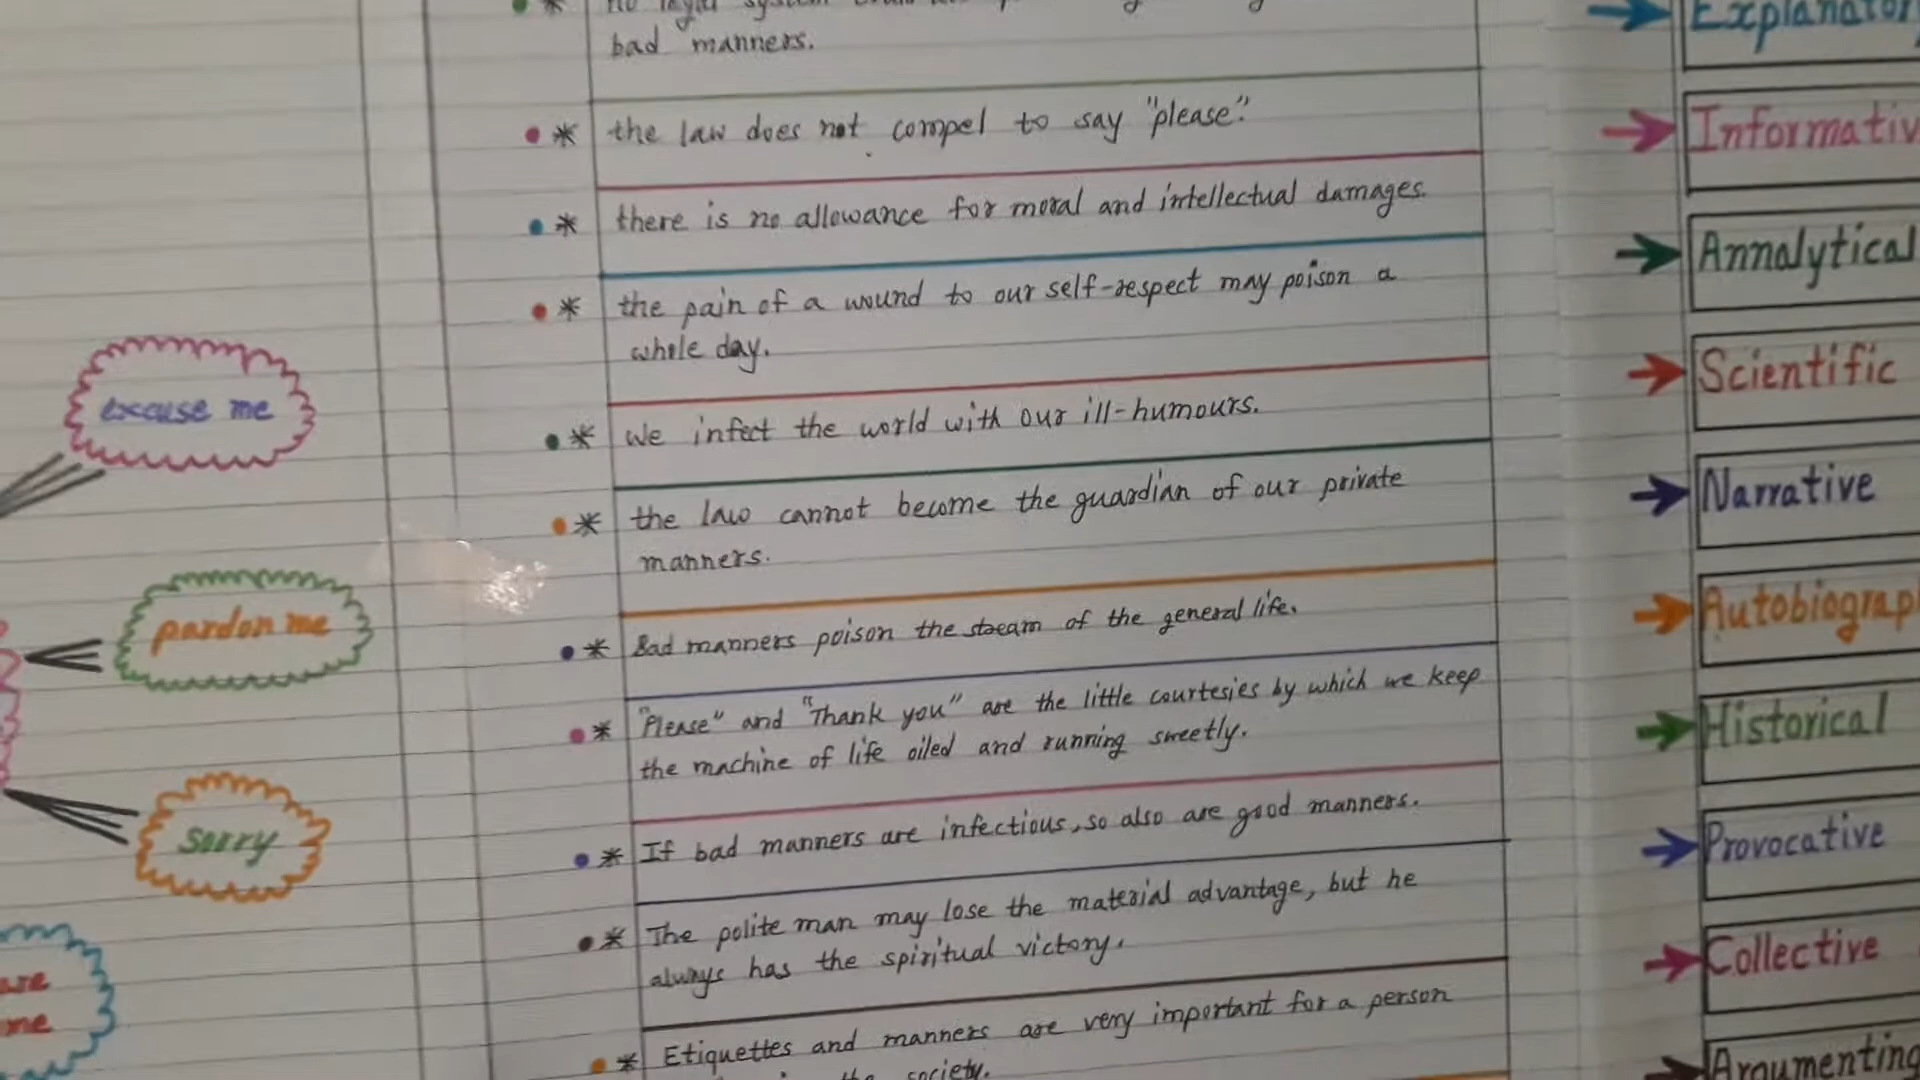 excuse me
pardon me
sorry
are
me
bad manners.
the law does not compel to say "please".
there is no allowance for moral and intellectual damages.
the pain of a wound to our self-respect may poison a
whole day.
We infect the world with our ill-humours.
the law cannot become the guardian of our private
manners.
Bad manners poison the stream of the general life.
"Please" and "Thank you" are the little courtesies by which we keep
the machine of life oiled and running sweetly.
If bad manners are infectious, so also are good manners.
The polite man may lose the material advantage, but he
always has the spiritual victory.
Etiquettes and manners are very important for a person
the society.
Explanator
Informativ
Annalytical
Scientific
Narrative
Autobiograp
Historical
Provocative
Collective
Argumenting